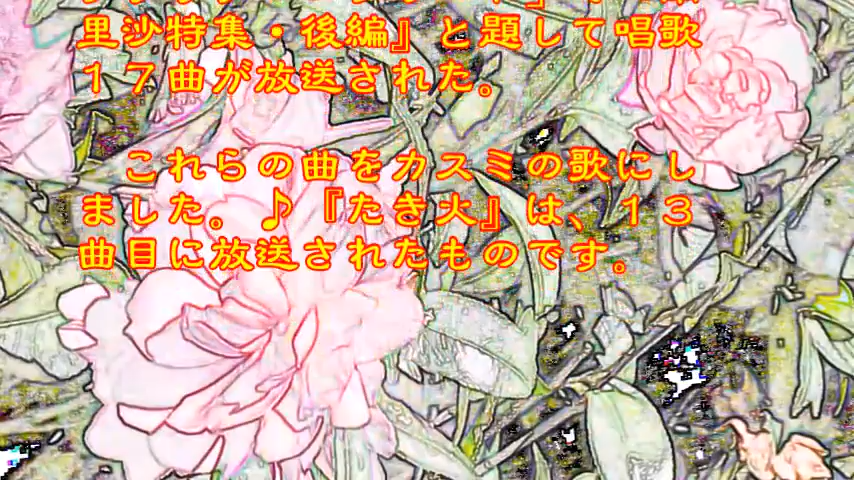 里沙特集・後編』と題して唱歌
１７曲が放送された。
これらの曲をカスミの歌にし
ました。♪『たき火』は、１３
曲目に放送されたものです。